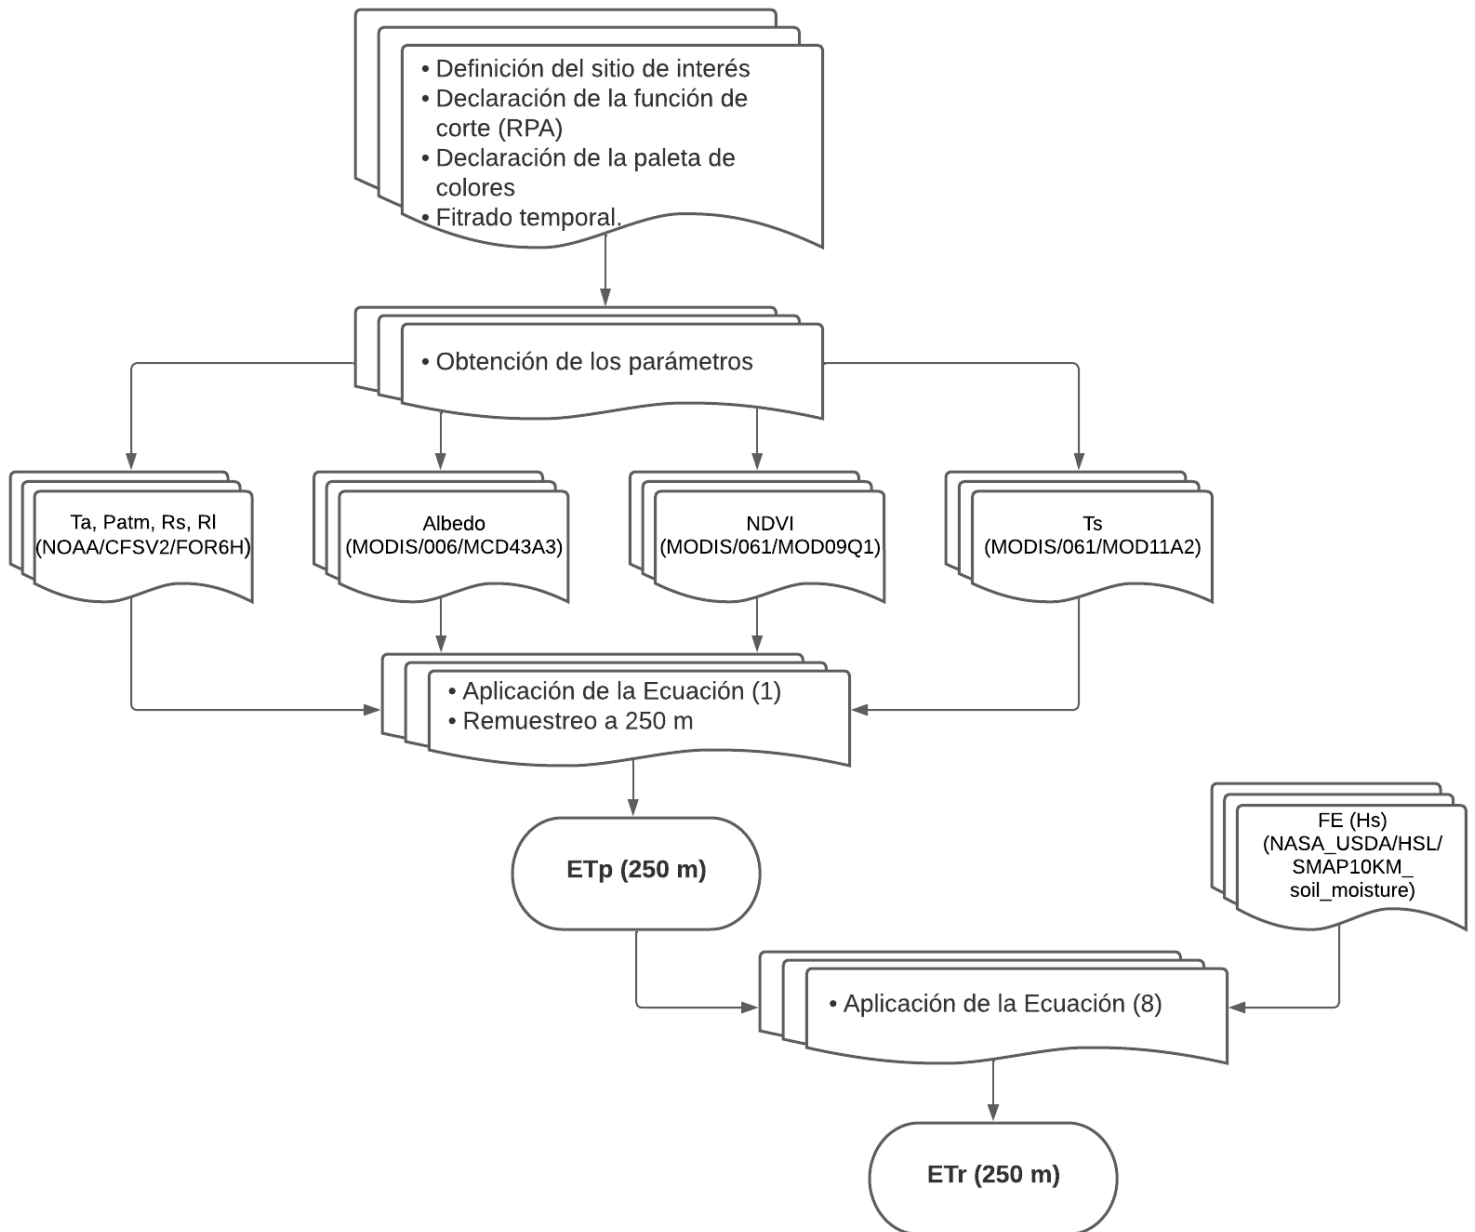 • Definición del sitio de interés
• Declaración de la función de
corte (RPA)
• Declaración de la paleta de
colores
• Fitrado temporal.
• Obtención de los parámetros
Ta, Patm, Rs, Rl
(NOAA/CFSV2/FOR6H)
Albedo
(MODIS/006/MCD43A3)
NDVI
(MODIS/061/MOD09Q1)
Ts
(MODIS/061/MOD11A2)
• Aplicación de la Ecuación (1)
• Remuestreo a 250 m
ETp (250 m)
FE (Hs)
(NASA_USDA/HSL/
SMAP10KM_
soil_moisture)
• Aplicación de la Ecuación (8)
ETr (250 m)